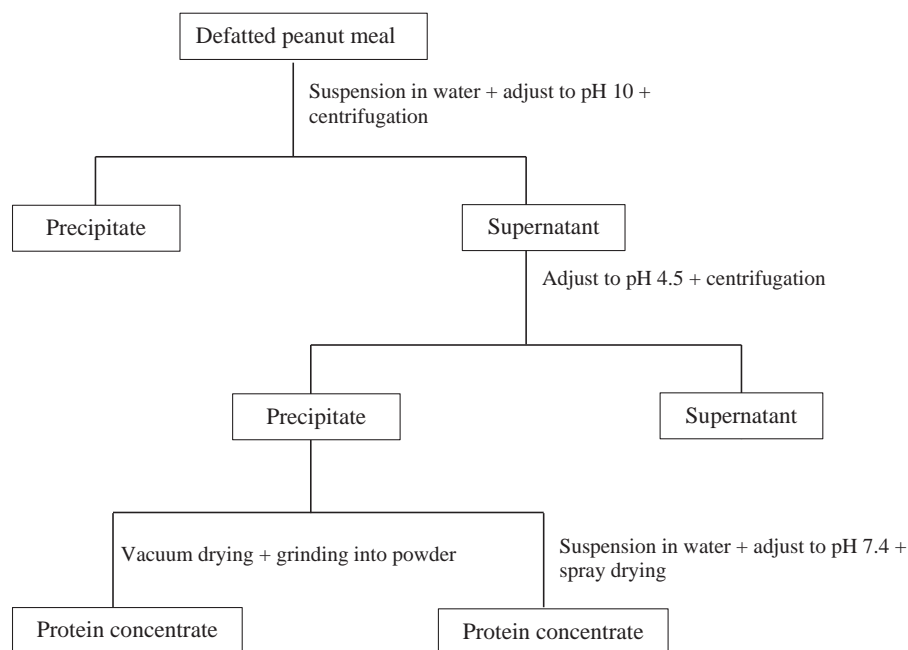 Defatted peanut meal
Suspension in water + adjust to pH 10 +
centrifugation
Precipitate
Supernatant
Adjust to pH 4.5 + centrifugation
Precipitate
Supernatant
Vacuum drying + grinding into powder
Suspension in water + adjust to pH 7.4 +
spray drying
Protein concentrate
Protein concentrate